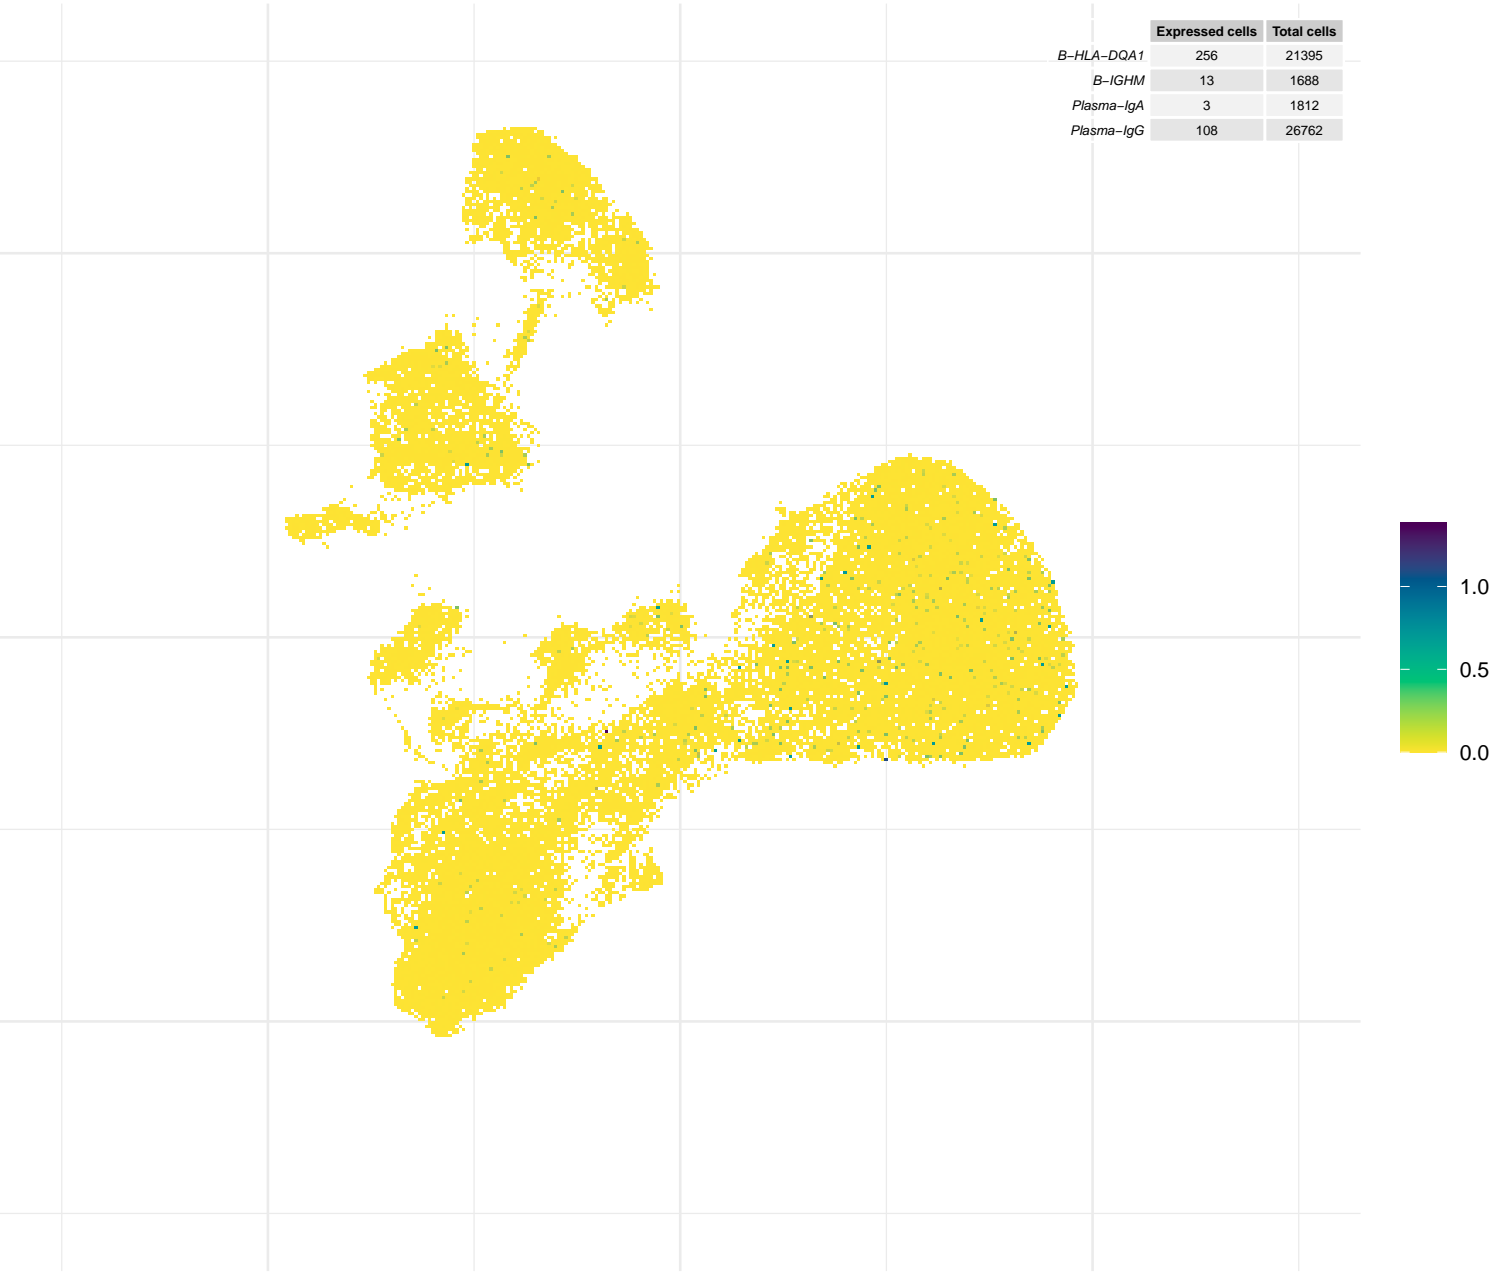 Expressed cells Total cells
B−HLA−DQA1 256 21395
B−IGHM 13 1688
Plasma−IgA 3 1812
Plasma−IgG 108 26762
1.0
0.5
0.0